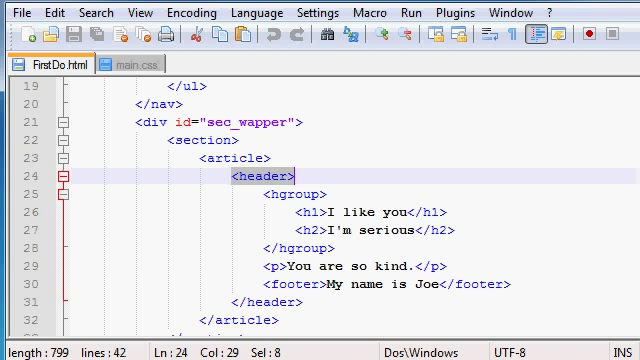 File Edit Search View Encoding Language Settings Macro Run Plugins Window ?
FirstDo.html main.css
19 </ul>
20 </nav>
21 <div id="sec_wapper">
22 <section>
23 <article>
24 <header>
25 <hgroup>
26 <h1>I like you</h1>
27 <h2>I'm serious</h2>
28 </hgroup>
29 <p>You are so kind.</p>
30 <footer>My name is Joe</footer>
31 </header>
32 </article>
length : 799 lines : 42 Ln : 24 Col : 29 Sel : 8 Dos\Windows UTF-8 INS